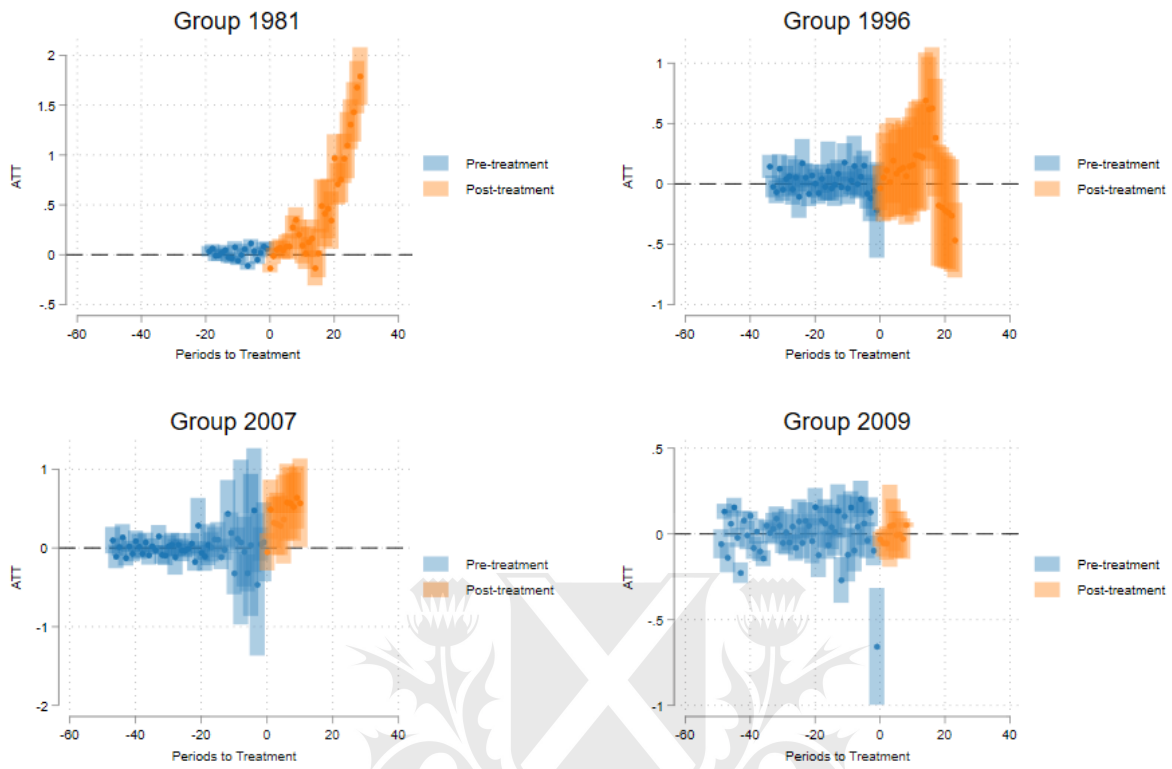 Group 1981
2
1.5
1
.5
0
-.5
ATT
-60 -40 -20 0 20 40
Periods to Treatment
Pre-treatment
Post-treatment
Group 1996
1
.5
0
-.5
-1
ATT
-60 -40 -20 0 20 40
Periods to Treatment
Pre-treatment
Post-treatment
Group 2007
1
0
-1
-2
ATT
-60 -40 -20 0 20 40
Periods to Treatment
Pre-treatment
Post-treatment
Group 2009
.5
0
-.5
-1
ATT
-60 -40 -20 0 20 40
Periods to Treatment
Pre-treatment
Post-treatment